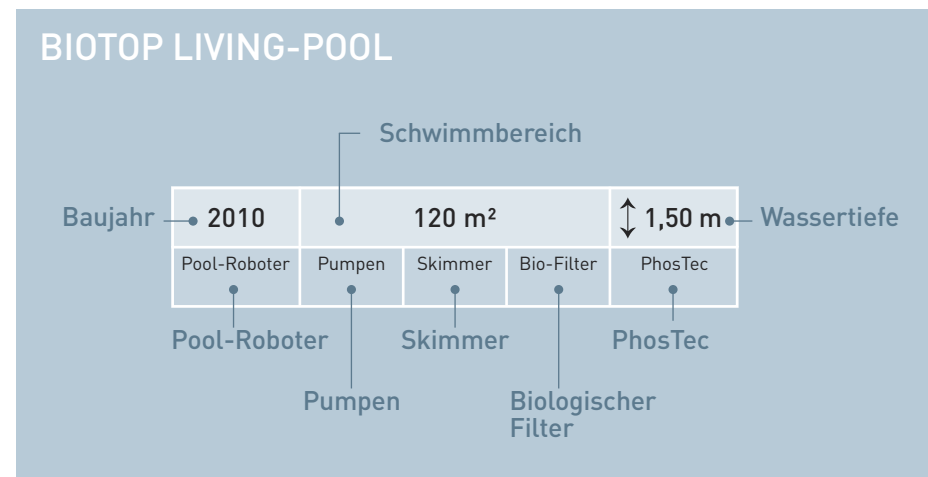 BIOTOP LIVING-POOL
Schwimmbereich
Baujahr 2010 120 m² 1,50 m Wassertiefe
Pool-Roboter Pumpen Skimmer Bio-Filter PhosTec
Pool-Roboter Skimmer PhosTec
Pumpen Biologischer
Filter